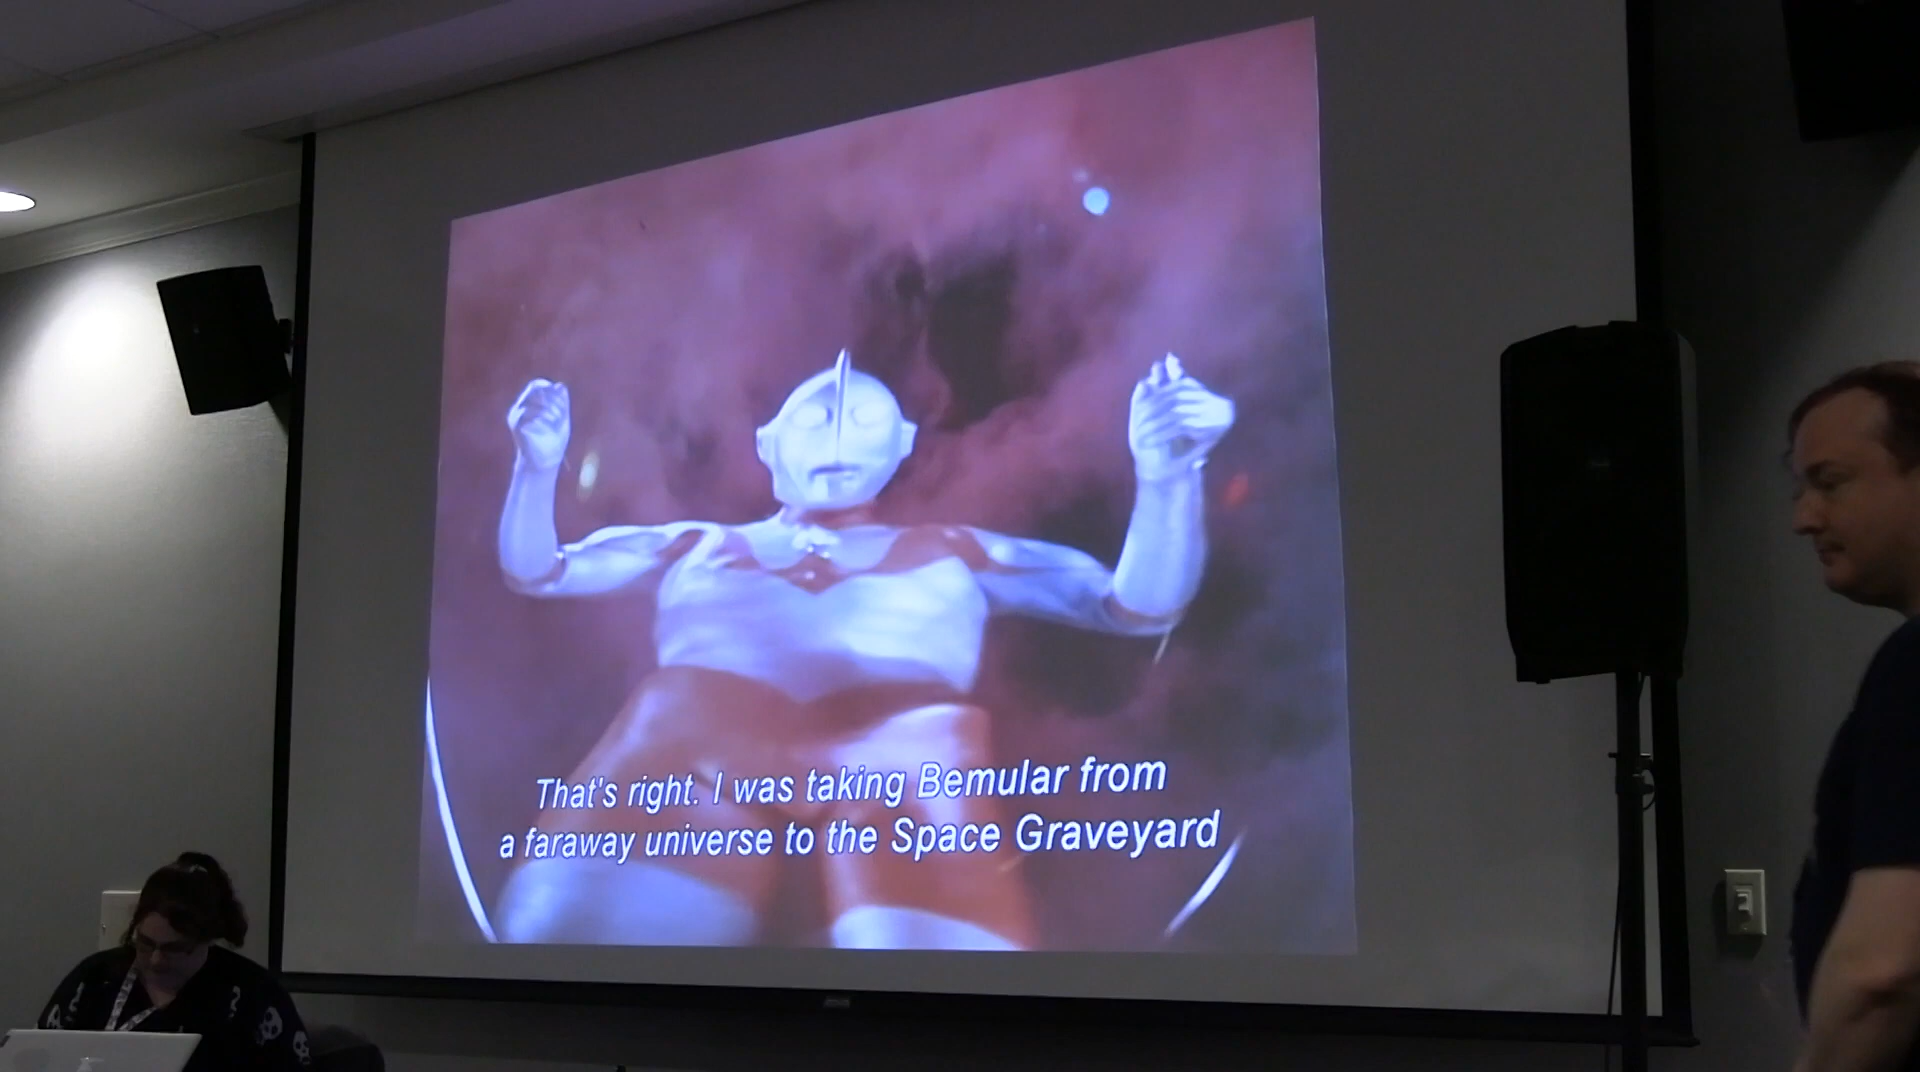 That's right. I was taking Bemular from
a faraway universe to the Space Graveyard